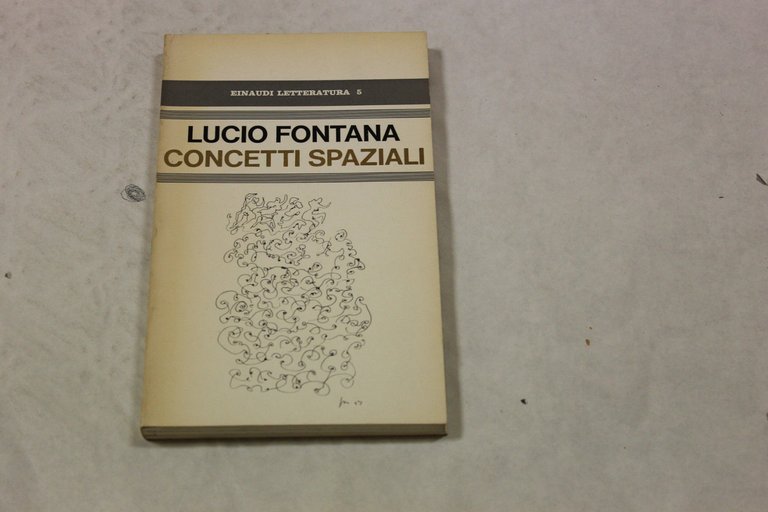 EINAUDI LETTERATURA 5
LUCIO FONTANA
CONCETTI SPAZIALI